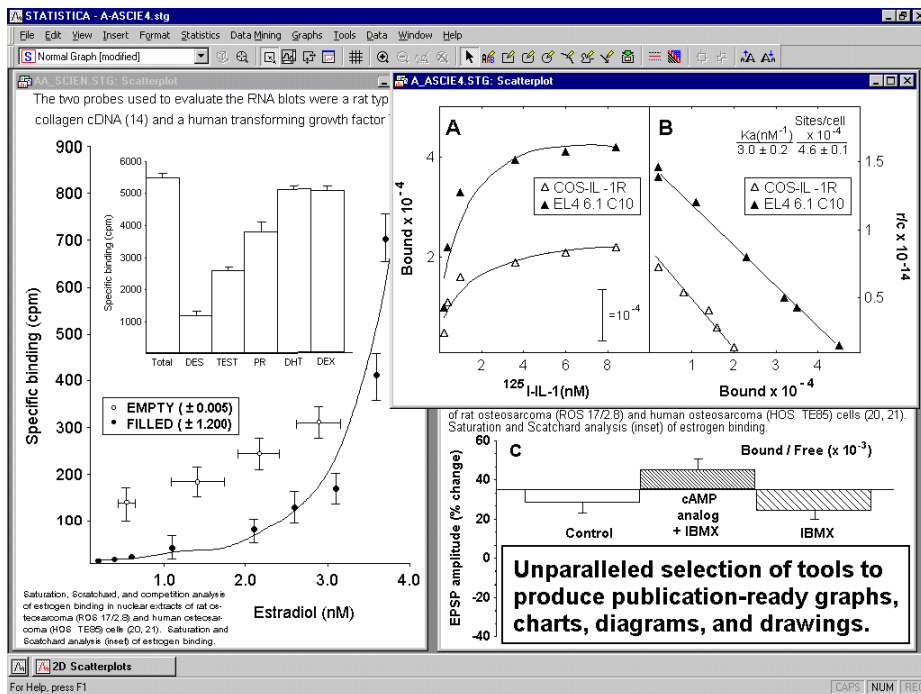 STATISTICA - A-ASCIE4.stg
File Edit View Insert Format Statistics Data Mining Graphs Tools Data Window Help
Normal Graph [modified]
AA_SCIEN.STG: Scatterplot
The two probes used to evaluate the RNA blots were a rat typ
collagen cDNA (14) and a human transforming growth factor
900
800
700
600
500
400
300
200
100
Specific binding (cpm)
6000
5000
4000
3000
2000
1000
Specific binding (cpm)
Total DES TEST PR DHT DEX
EMPTY (±0.005)
FILLED (±1.200)
1.0 2.0 3.0 4.0
Estradiol (nM)
Saturation, Scratchard, and competition analysis
of estrogen binding in nuclear extracts of rat os-
teosarcoma (ROS 17/2.8) and human osteosar-
coma (HOS TE85) cells (20, 21). Saturation and
Scatchard analysis (inset) of estrogen binding.
A_ASCIE4.STG: Scatterplot
A
4
2
Bound x 10⁻⁴
COS-IL -1R
EL4 6.1 C10
=10⁻⁴
2 4 6 8
¹²⁵I-IL-1(nM)
B
Sites/cell
Ka(nM⁻¹) x 10⁻⁴
3.0 ± 0.2 4.6 ± 0.1
COS-IL -1R
EL4 6.1 C10
1.5
1
0.5
r/c x 10⁻¹⁴
0 1 2 3 4
Bound x 10⁻⁴
of rat osteosarcoma (ROS 17/2.8) and human osteosarcoma (HOS TE85) cells (20, 21).
Saturation and Scatchard analysis (inset) of estrogen binding.
C
Bound / Free (x 10⁻³)
60
40
20
0
-20
-40
EPSP amplitude (% change)
Control
cAMP
analog
+ IBMX
IBMX
Unparalleled selection of tools to
produce publication-ready graphs,
charts, diagrams, and drawings.
2D Scatterplots
For Help, press F1
CAPS NUM REC